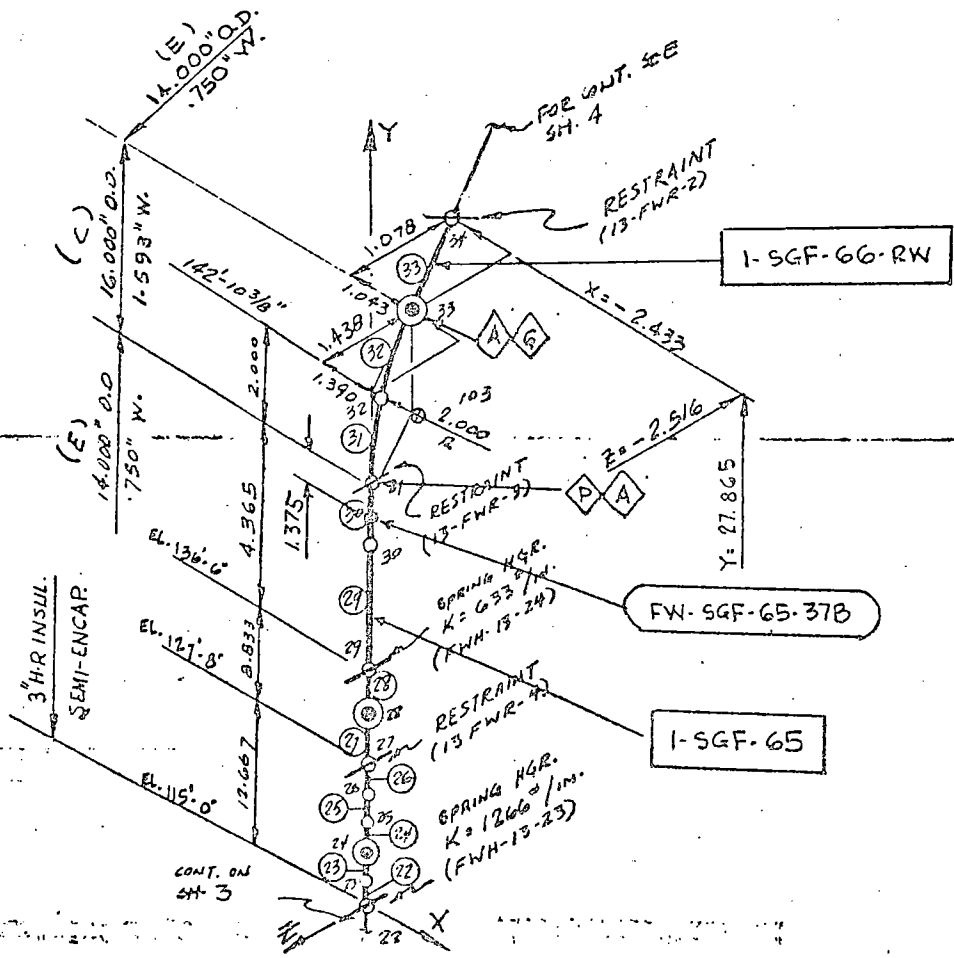 (E)
14.000" O.D.
.750" W.
(C)
16.000" O.D.
1.593" W.
(E)
14.000" O.D
.750" W.
Y
FOR CONT. SEE
SH. 4
RESTRAINT
(13-FWR-2)
34
1.078
33
1-SGF-66-RW
142'-10 3/8"
1.043
33
X = -2.433
1.438
A
G
32
2.000
1.390
32
103
2.000
R
31
Z = -2.516
31
P
A
RESTRAINT
1.375
30
30
Y = 27.865
4.365
EL. 136'-6"
SPRING HGR.
K = 633 #/IN.
(FWH-13-24)
FW-SGF-65-37B
29
29
3" H.R INSUL.
SEMI-ENCAP.
EL. 127'-8"
8.833
28
28
RESTRAINT
1-SGF-65
27
27
26
26
12.667
EL. 115'-0"
25
25
SPRING HGR.
K = 1266 #/IN.
(FWH-13-23)
24
24
23
22
CONT. ON
SH. 3
X
23